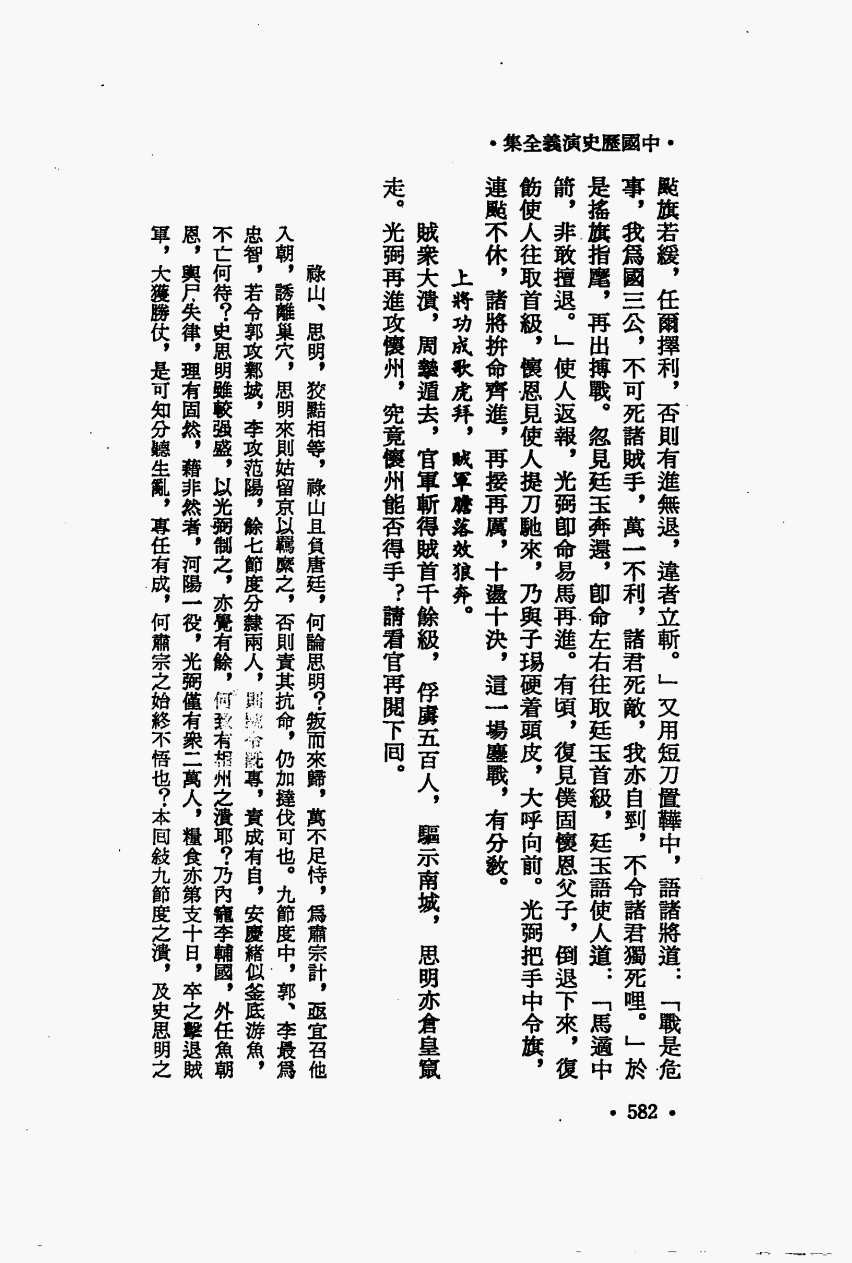 ·中國歷史演義全集·
颭旗若緩，任爾擇利，否則有進無退，違者立斬。」又用短刀置鞾中，語諸將道：「戰是危
事，我爲國三公，不可死諸賊手，萬一不利，諸君死敵，我亦自剄，不令諸君獨死哩。」於
是搖旗指麾，再出搏戰。忽見廷玉奔還，卽命左右往取廷玉首級，廷玉語使人道：「馬適中
箭，非敢擅退。」使人返報，光弼卽命易馬再進。有頃，復見僕固懷恩父子，倒退下來，復
飭使人往取首級，懷恩見使人提刀馳來，乃與子瑒硬着頭皮，大呼向前。光弼把手中令旗，
連颭不休，諸將拚命齊進，再接再厲，十盪十決，這一場鏖戰，有分教。
上將功成歌虎拜，賊軍膽落效狼奔。
賊衆大潰，周摯遁去，官軍斬得賊首千餘級，俘虜五百人，驅示南城，思明亦倉皇竄
走。光弼再進攻懷州，究竟懷州能否得手？請看官再閱下回。
祿山、思明，狡黠相等，祿山且負唐廷，何論思明？叛而來歸，萬不足恃，爲肅宗計，亟宜召他
入朝，誘離巢穴，思明來則姑留京以羈縻之，否則責其抗命，仍加撻伐可也。九節度中，郭、李最爲
忠智，若令郭攻鄴城，李攻范陽，餘七節度分隸兩人，則號令旣專，責成有自，安慶緒似釜底游魚，
不亡何待？史思明雖較强盛，以光弼制之，亦覺有餘，何致有相州之潰耶？乃內寵李輔國，外任魚朝
恩，輿尸失律，理有固然，藉非然者，河陽一役，光弼僅有衆二萬人，糧食亦第支十日，卒之擊退賊
軍，大獲勝仗，是可知分聽生亂，專任有成，何肅宗之始終不悟也？本回敍九節度之潰，及史思明之
·582·